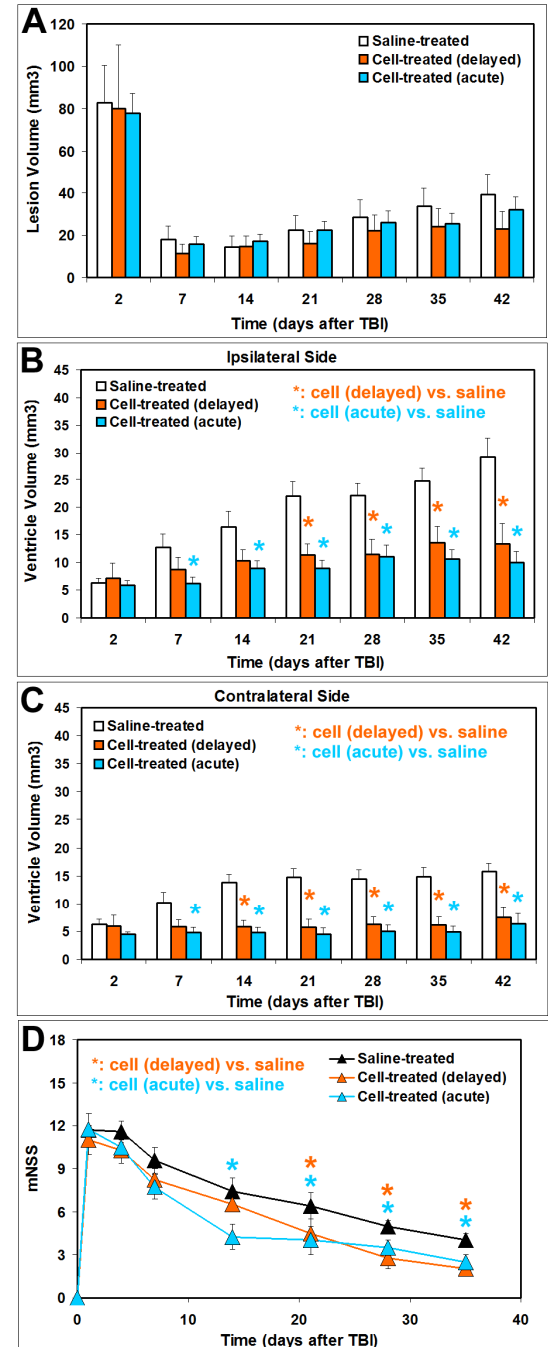 A
Saline-treated
Cell-treated (delayed)
Cell-treated (acute)
Lesion Volume (mm3)
120
100
80
60
40
20
0
2 7 14 21 28 35 42
Time (days after TBI)
B
Ipsilateral Side
Saline-treated
Cell-treated (delayed)
Cell-treated (acute)
*: cell (delayed) vs. saline
*: cell (acute) vs. saline
Ventricle Volume (mm3)
45
40
35
30
25
20
15
10
5
0
* * * * * * * * * *
2 7 14 21 28 35 42
Time (days after TBI)
C
Contralateral Side
Saline-treated
Cell-treated (delayed)
Cell-treated (acute)
*: cell (delayed) vs. saline
*: cell (acute) vs. saline
Ventricle Volume (mm3)
45
40
35
30
25
20
15
10
5
0
* * * * * * * * * * *
2 7 14 21 28 35 42
Time (days after TBI)
D
*: cell (delayed) vs. saline
*: cell (acute) vs. saline
Saline-treated
Cell-treated (delayed)
Cell-treated (acute)
mNSS
18
15
12
9
6
3
0
* * * *
* * *
0 10 20 30 40
Time (days after TBI)